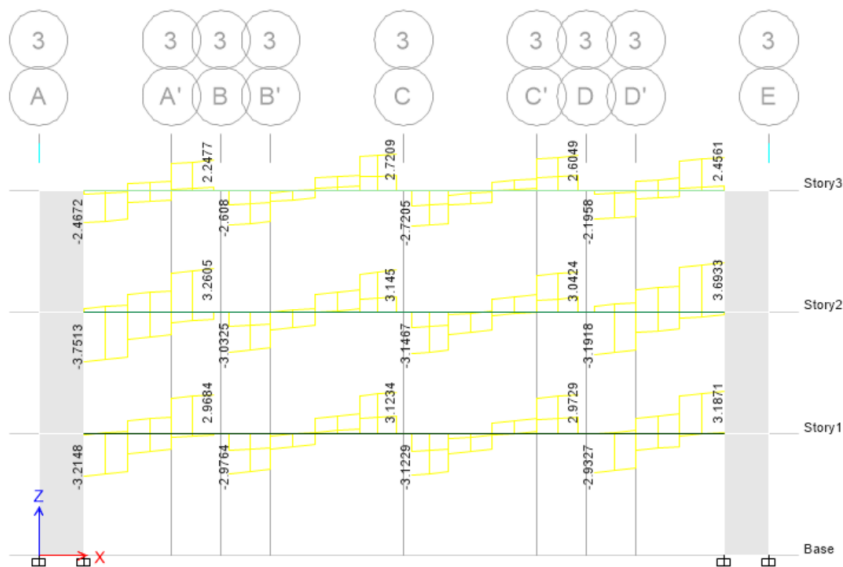 3 3 3 3 3 3 3 3 3
A A' B B' C C' D D' E
2.2477 2.7209 2.6049 2.4561
Story3
-2.4672 -2.608 -2.7205 -2.1958
3.2605 3.145 3.0424 3.6933
Story2
-3.7513 -3.0325 -3.1467 -3.1918
2.9684 3.1234 2.9729 3.1871
Story1
-3.2148 -2.9764 -3.1229 -2.9327
Z
Base
X